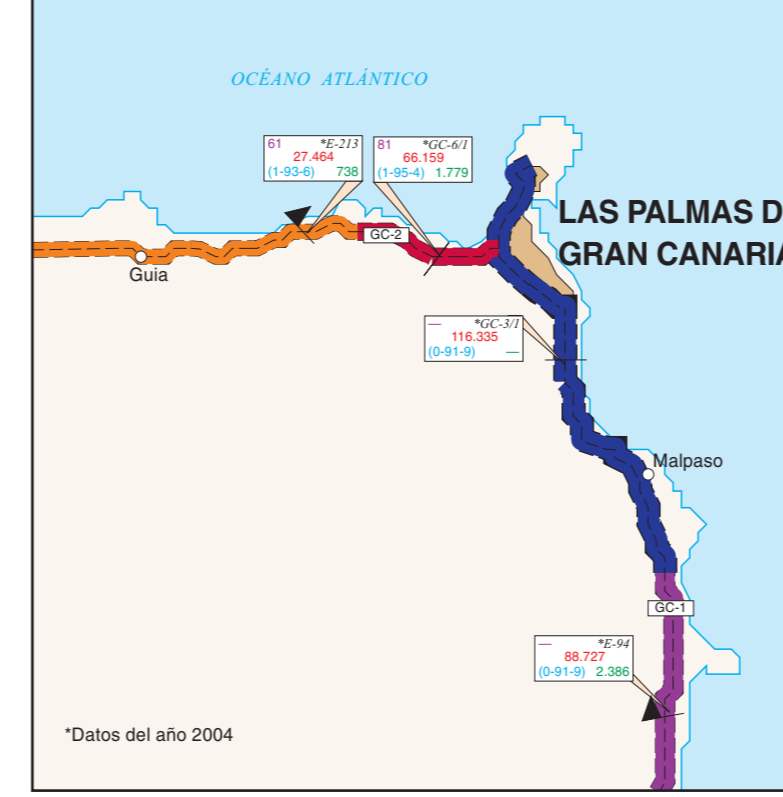 OCÉANO ATLÁNTICO
61 *E-213
27.464
(1-93-6) 738
81 *GC-6/1
66.159
(1-95-4) 1.779
LAS PALMAS D
GRAN CANARIA
GC-2
Guia
— *GC-3/1
116.335
(0-91-9) —
Malpaso
GC-1
— *E-94
88.727
(0-91-9) 2.386
*Datos del año 2004